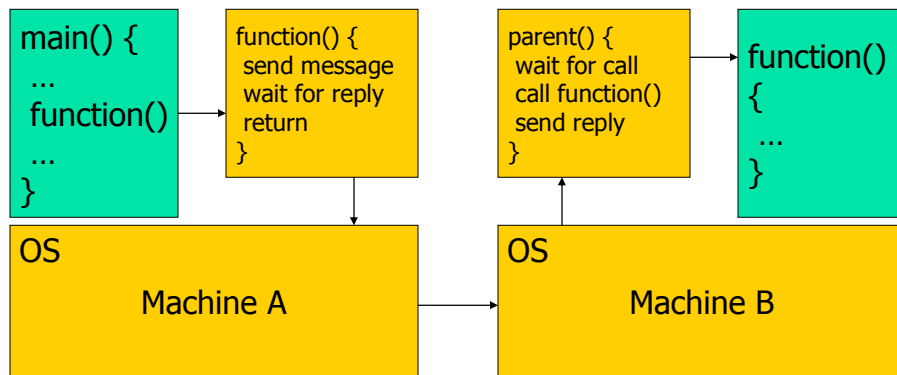 main() {
...
function()
...
}
function() {
send message
wait for reply
return
}
parent() {
wait for call
call function()
send reply
}
function()
{
...
}
OS
Machine A
OS
Machine B